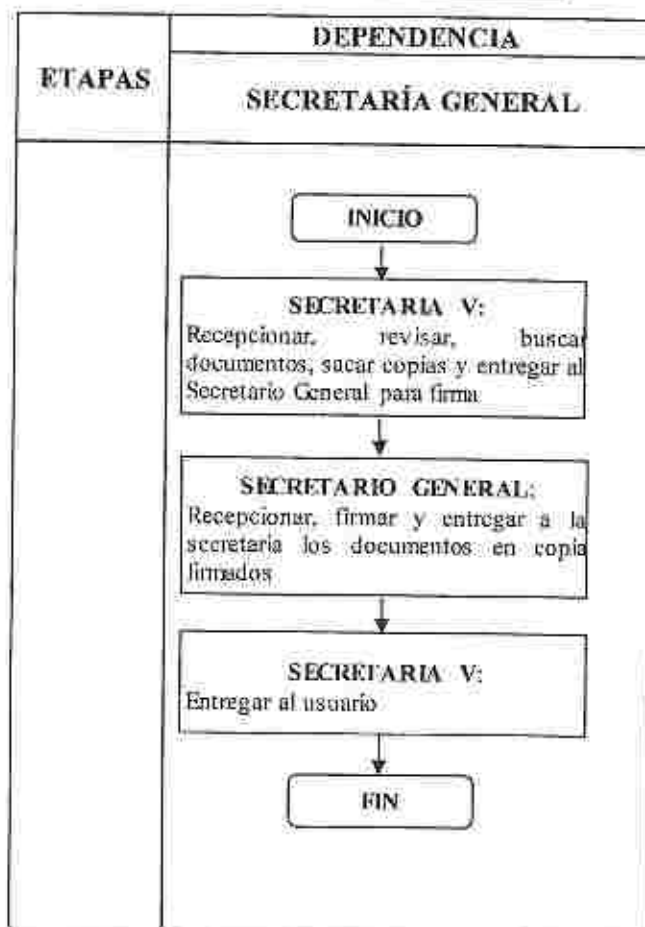 DEPENDENCIA
ETAPAS
SECRETARÍA GENERAL
INICIO
SECRETARIA V:
Recepcionar, revisar, buscar
documentos, sacar copias y entregar al
Secretario General para firma
SECRETARIO GENERAL:
Recepcionar, firmar y entregar a la
secretaria los documentos en copia
firmados
SECRETARIA V:
Entregar al usuario
FIN